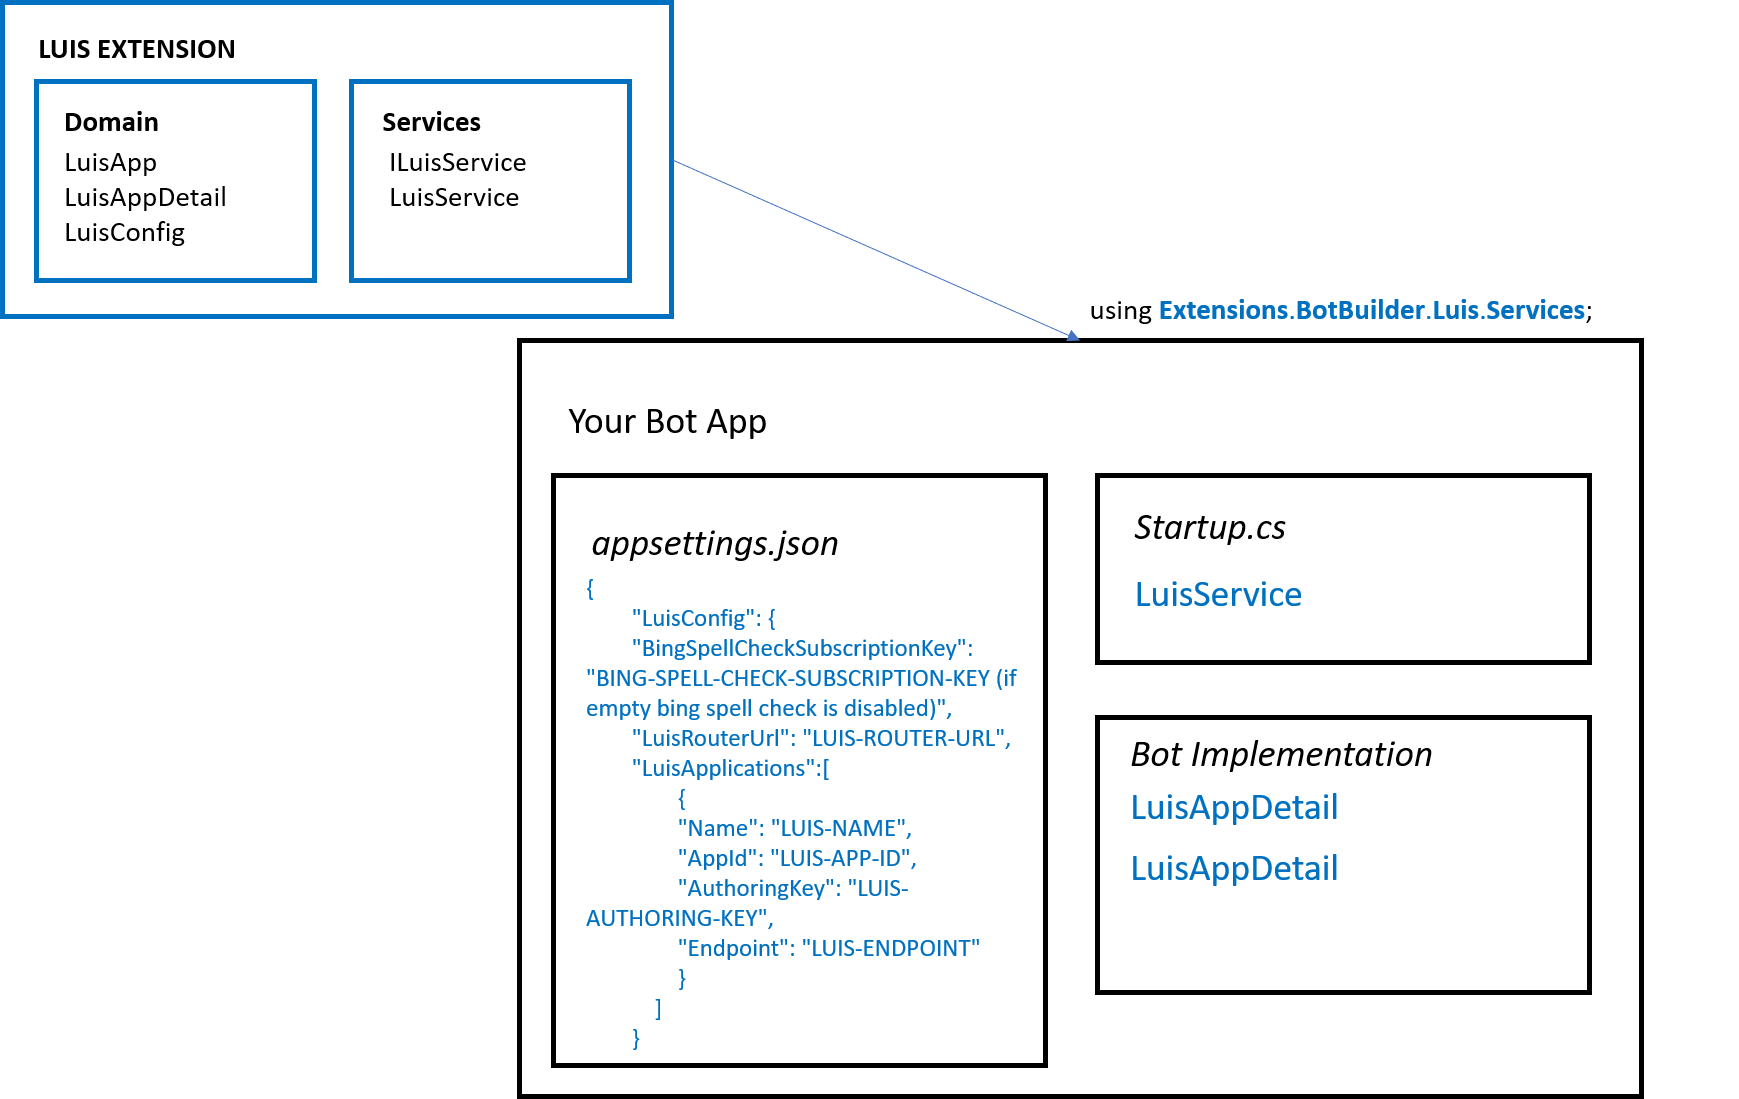 LUIS EXTENSION
Domain
LuisApp
LuisAppDetail
LuisConfig
Services
ILuisService
LuisService
using Extensions.BotBuilder.Luis.Services;
Your Bot App
appsettings.json
{
"LuisConfig": {
"BingSpellCheckSubscriptionKey":
"BING-SPELL-CHECK-SUBSCRIPTION-KEY (if
empty bing spell check is disabled)",
"LuisRouterUrl": "LUIS-ROUTER-URL",
"LuisApplications":[
{
"Name": "LUIS-NAME",
"AppId": "LUIS-APP-ID",
"AuthoringKey": "LUIS-
AUTHORING-KEY",
"Endpoint": "LUIS-ENDPOINT"
}
]
}
Startup.cs
LuisService
Bot Implementation
LuisAppDetail
LuisAppDetail